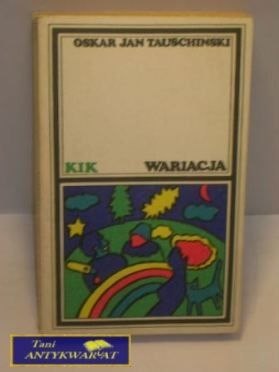 OSKAR JAN TAUSCHINSKI
KIK WARIACJA
Tani
ANTYKWARIAT